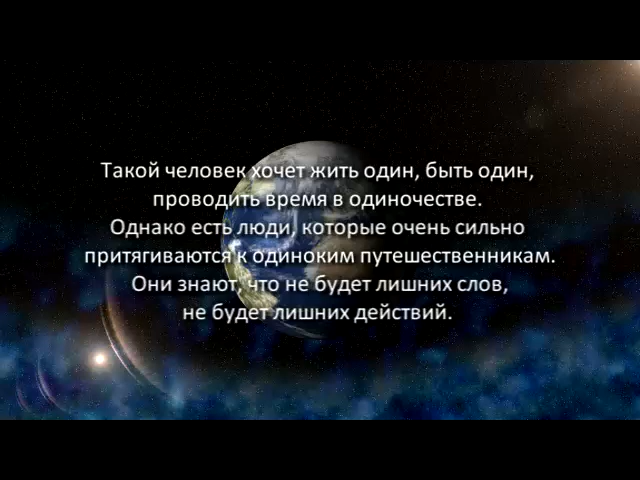 Такой человек хочет жить один, быть один,
проводить время в одиночестве.
Однако есть люди, которые очень сильно
притягиваются к одиноким путешественникам.
Они знают, что не будет лишних слов,
не будет лишних действий.